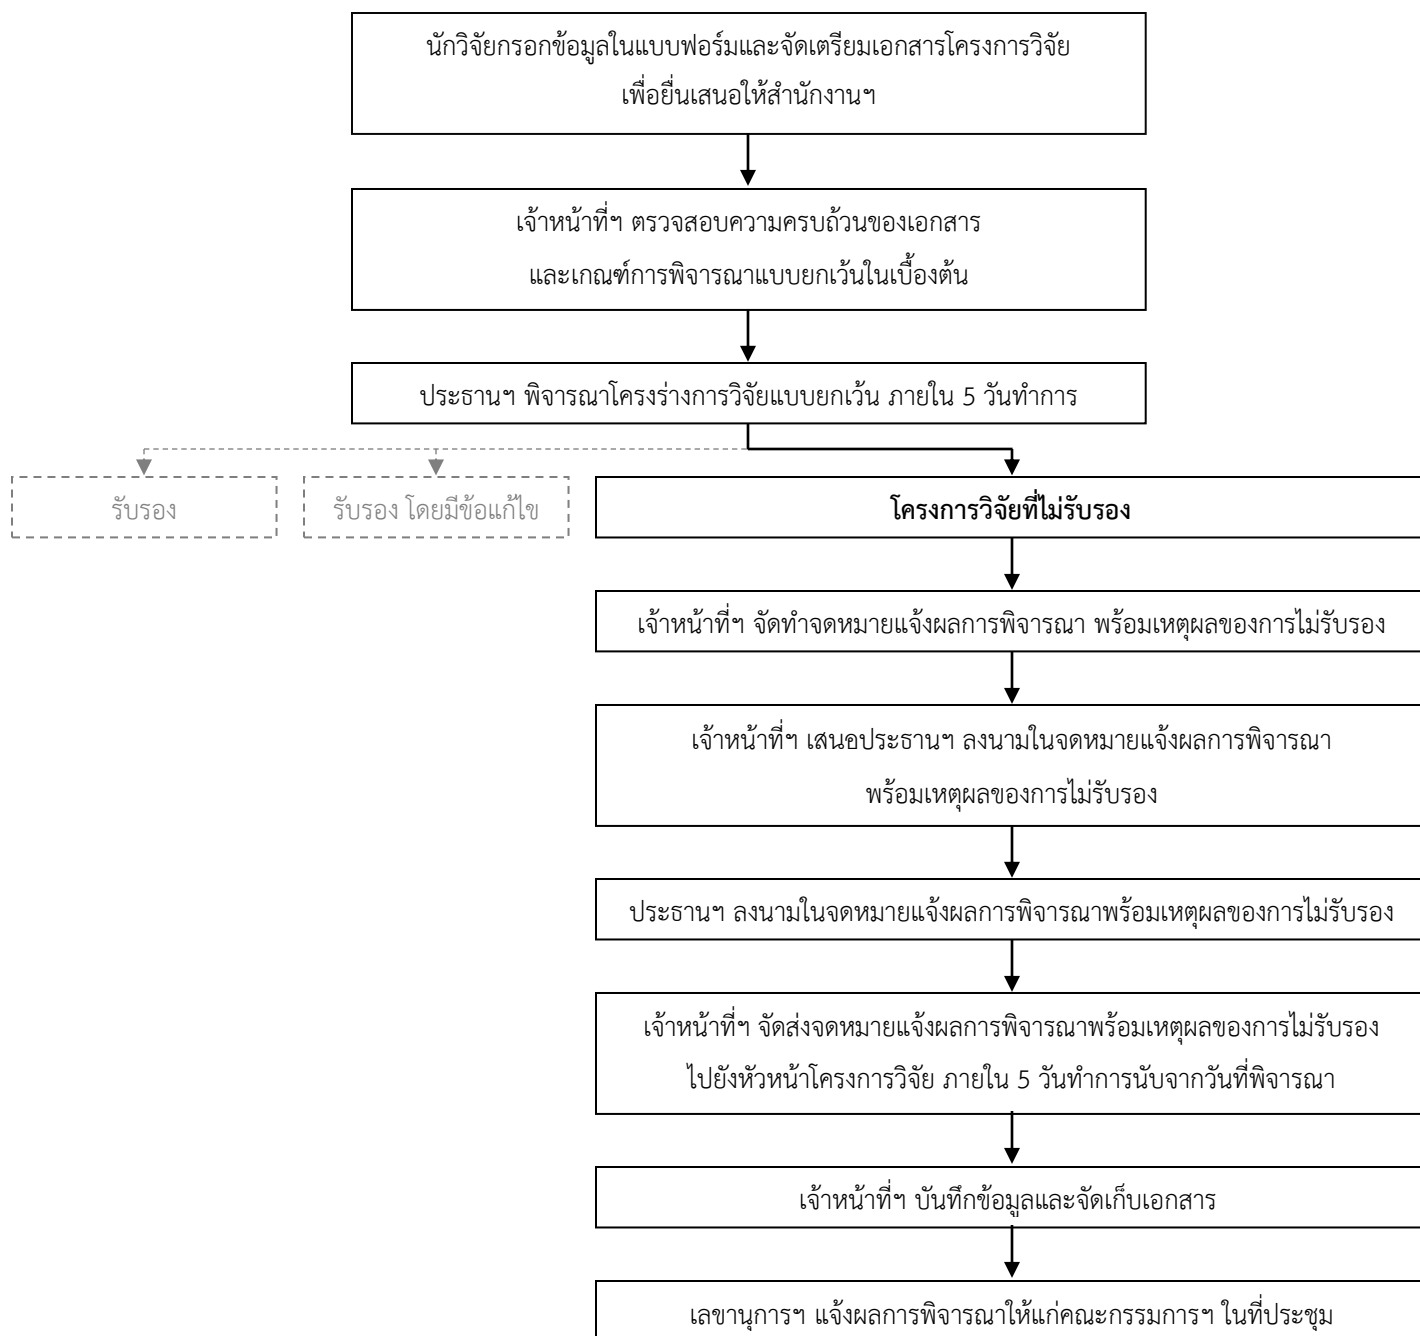 นักวิจัยกรอกข้อมูลในแบบฟอร์มและจัดเตรียมเอกสารโครงการวิจัย
เพื่อยื่นเสนอให้สำนักงานฯ
เจ้าหน้าที่ฯ ตรวจสอบความครบถ้วนของเอกสาร
และเกณฑ์การพิจารณาแบบยกเว้นในเบื้องต้น
ประธานฯ พิจารณาโครงร่างการวิจัยแบบยกเว้น ภายใน 5 วันทำการ
รับรอง
รับรอง โดยมีข้อแก้ไข
โครงการวิจัยที่ไม่รับรอง
เจ้าหน้าที่ฯ จัดทำจดหมายแจ้งผลการพิจารณา พร้อมเหตุผลของการไม่รับรอง
เจ้าหน้าที่ฯ เสนอประธานฯ ลงนามในจดหมายแจ้งผลการพิจารณา
พร้อมเหตุผลของการไม่รับรอง
ประธานฯ ลงนามในจดหมายแจ้งผลการพิจารณาพร้อมเหตุผลของการไม่รับรอง
เจ้าหน้าที่ฯ จัดส่งจดหมายแจ้งผลการพิจารณาพร้อมเหตุผลของการไม่รับรอง
ไปยังหัวหน้าโครงการวิจัย ภายใน 5 วันทำการนับจากวันที่พิจารณา
เจ้าหน้าที่ฯ บันทึกข้อมูลและจัดเก็บเอกสาร
เลขานุการฯ แจ้งผลการพิจารณาให้แก่คณะกรรมการฯ ในที่ประชุม